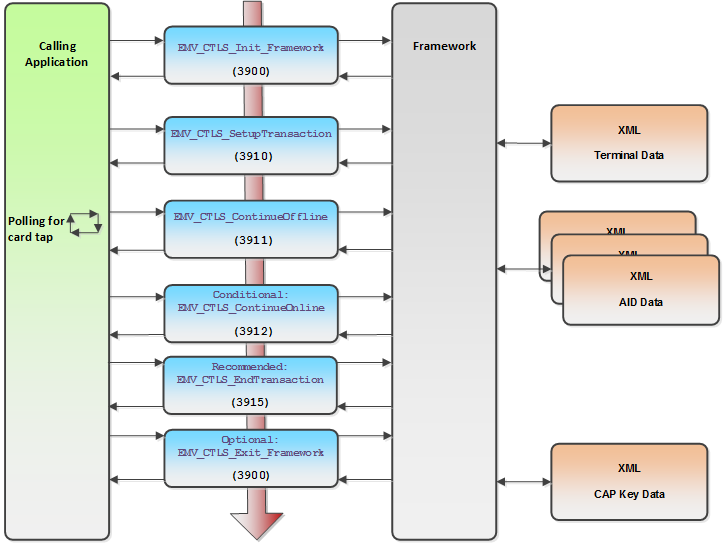 Calling
Application
EMV_CTLS_Init_Framework
(3900)
Framework
EMV_CTLS_SetupTransaction
(3910)
XML
Terminal Data
Polling for
card tap
EMV_CTLS_ContinueOffline
(3911)
XML
XML
XML
AID Data
Conditional:
EMV_CTLS_ContinueOnline
(3912)
Recommended:
EMV_CTLS_EndTransaction
(3915)
Optional:
EMV_CTLS_Exit_Framework
(3900)
XML
CAP Key Data